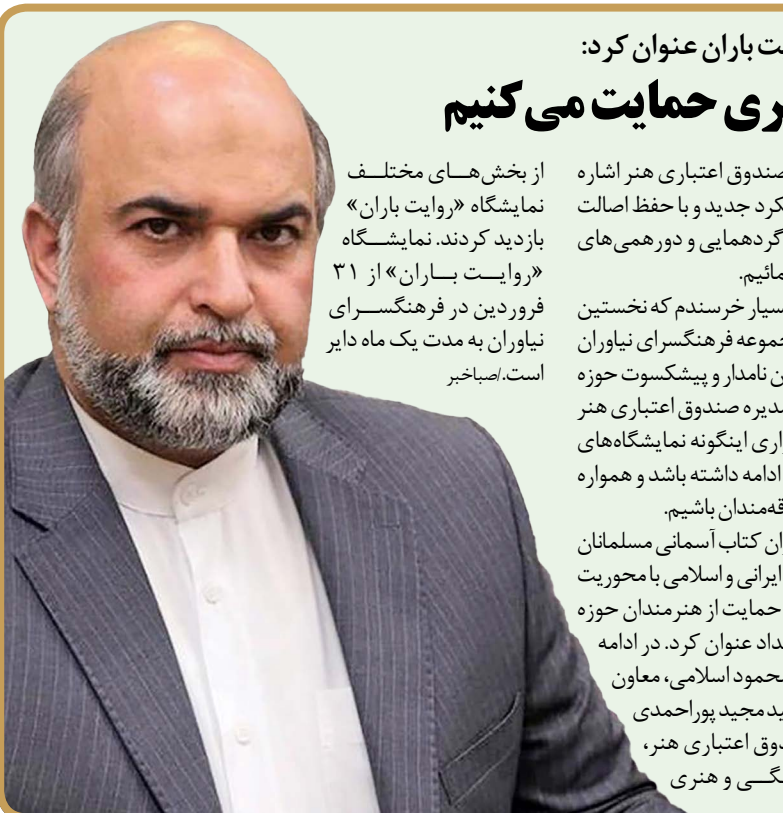 ت باران عنوان کرد:
ری حمایت می‌کنیم
صندوق اعتباری هنر اشاره
کرد جدید و با حفظ اصالت
گردهمایی و دورهمی‌های
مائیم.
سیار خرسندم که نخستین
جموعه فرهنگسرای نیاوران
ن نامدار و پیشکسوت حوزه
مدیره صندوق اعتباری هنر
اری اینگونه نمایشگاه‌های
ادامه داشته باشد و همواره
قه‌مندان باشیم.
ان کتاب آسمانی مسلمانان
ایرانی و اسلامی با محوریت
حمایت از هنرمندان حوزه
داد عنوان کرد. در ادامه
محمود اسلامی، معاون
ید مجید پوراحمدی
دوق اعتباری هنر،
نگی و هنری
از بخش‌های مختلف
نمایشگاه «روایت باران»
بازدید کردند. نمایشگاه
«روایت باران» از ۳۱
فروردین در فرهنگسرای
نیاوران به مدت یک ماه دایر
است./صباخبر